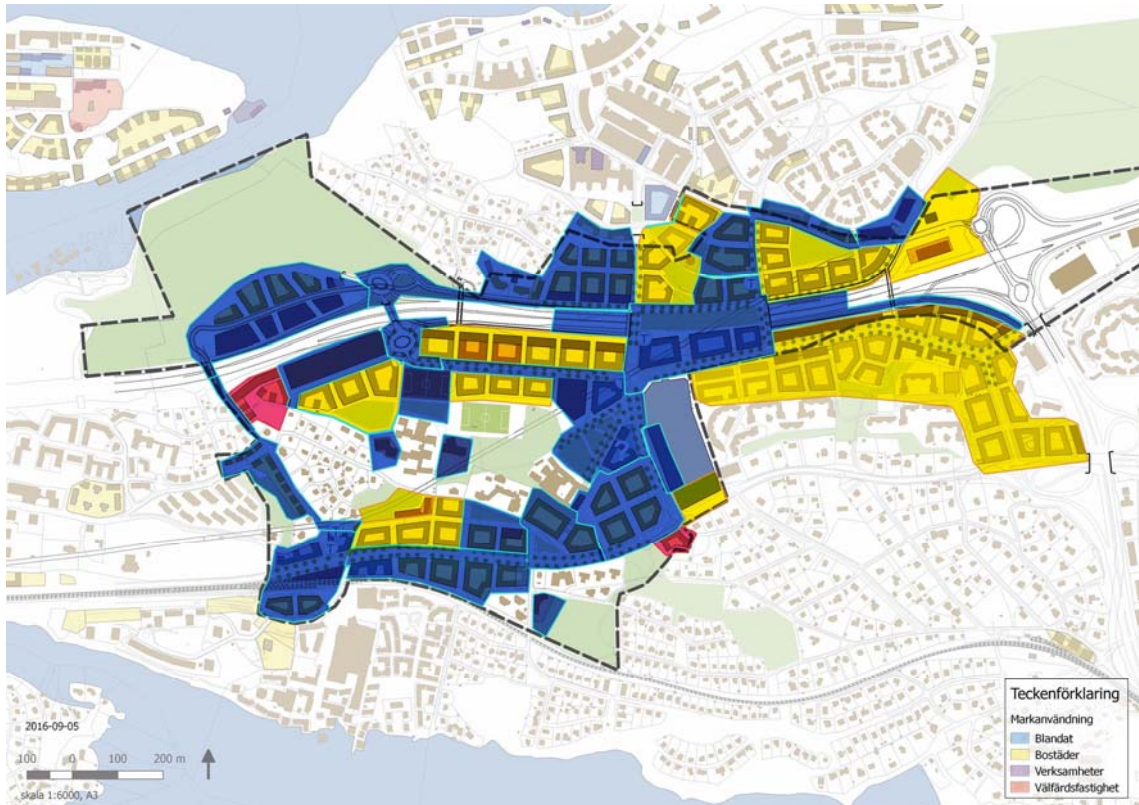 Teckenförklaring
Markanvändning
Blandat
Bostäder
Verksamheter
Välfärdsfastighet
2016-09-05
100 0 100 200 m
skala 1:6000, A3